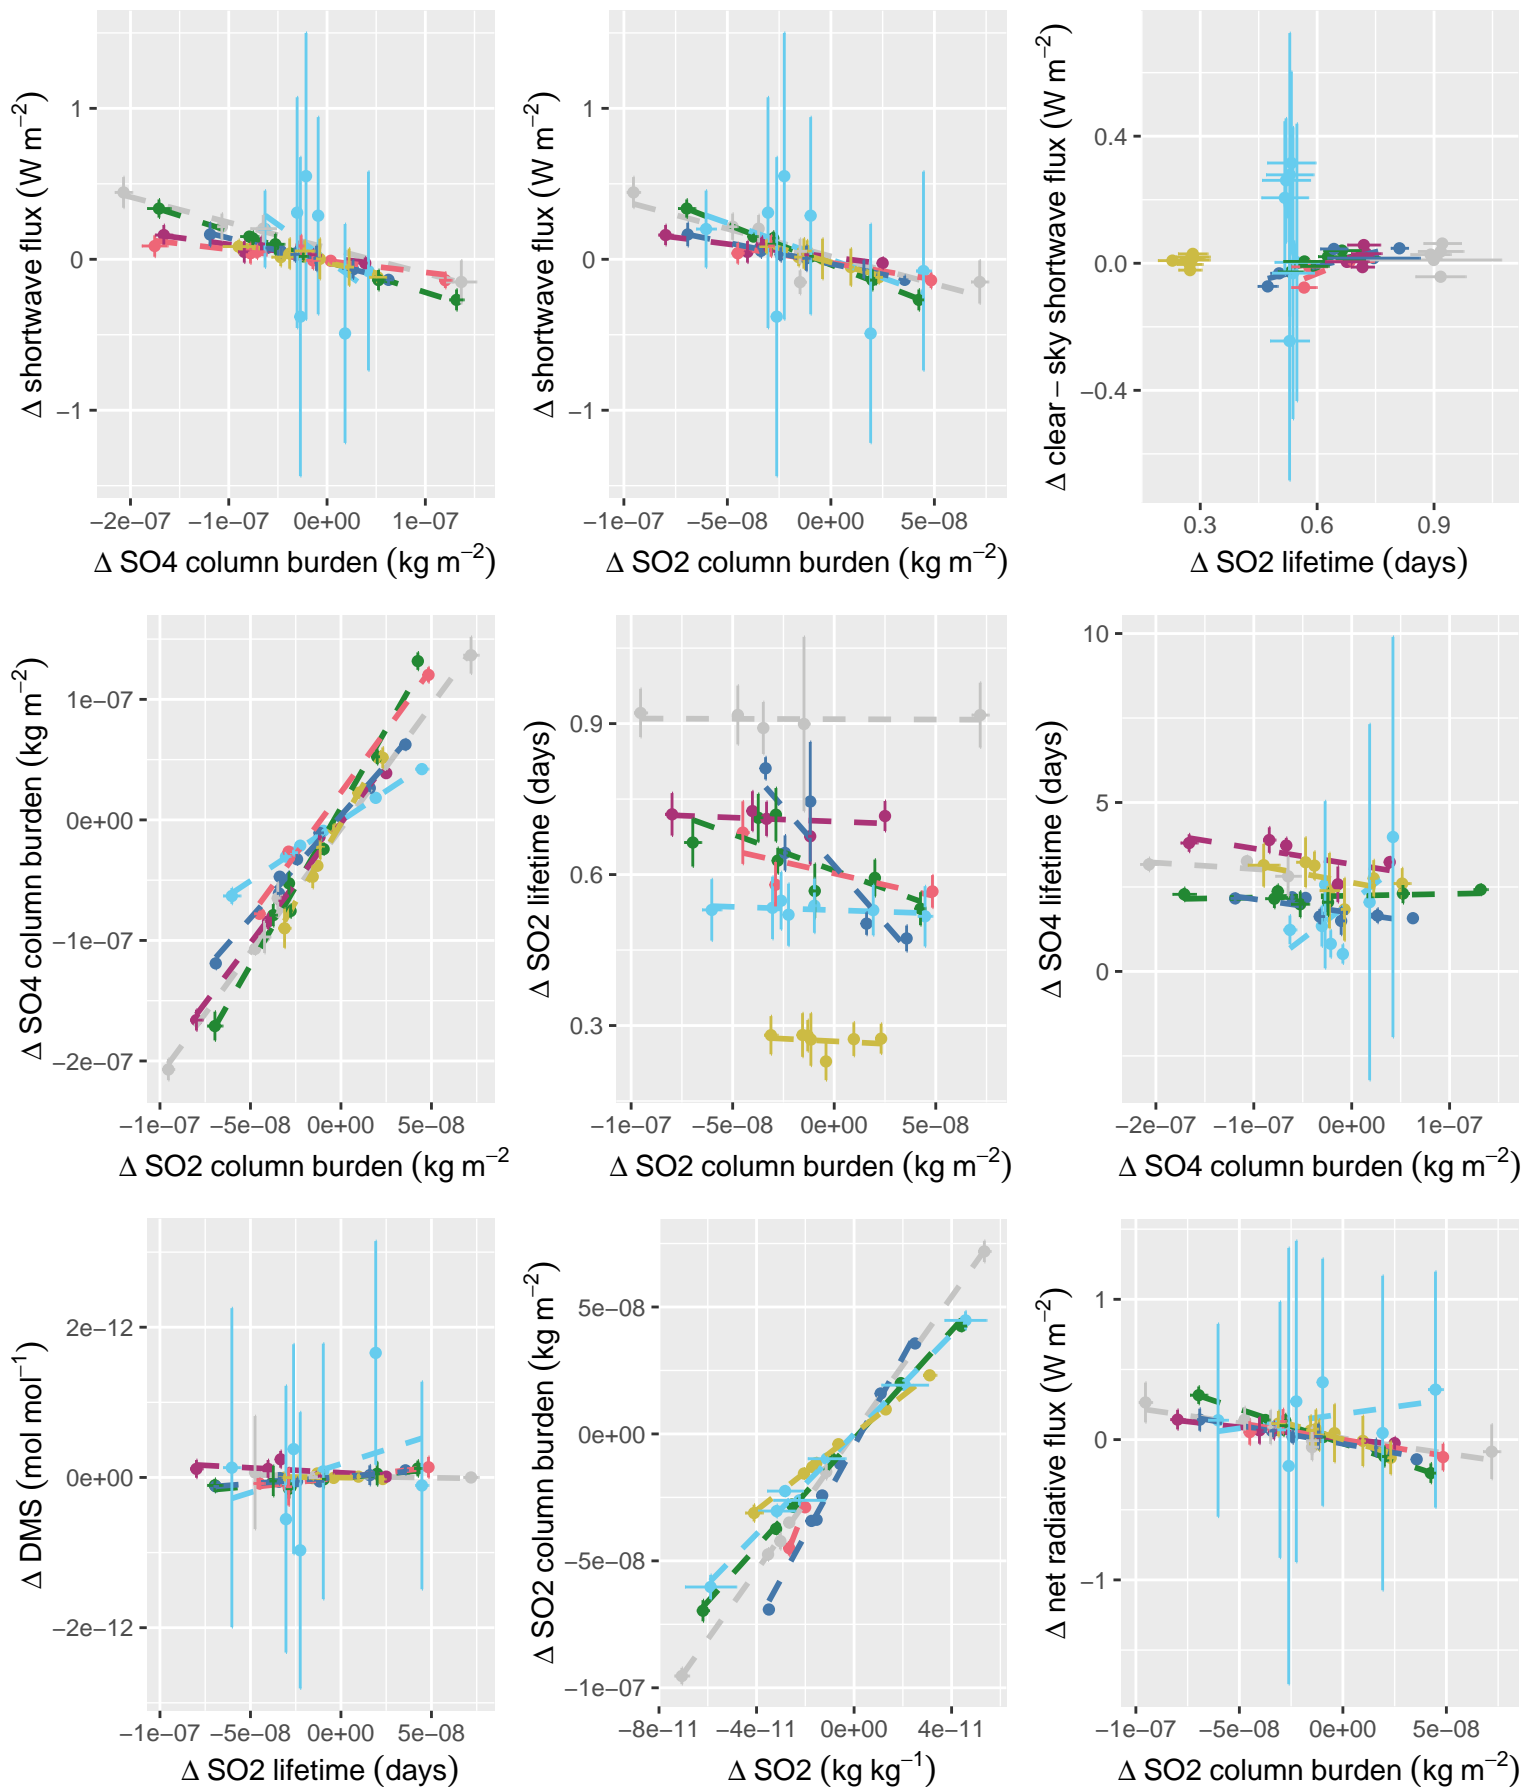 Δ shortwave flux (W m−2)
1
0
−1
−2e−07 −1e−07 0e+00 1e−07
Δ SO4 column burden (kg m−2)
Δ shortwave flux (W m−2)
1
0
−1
−1e−07 −5e−08 0e+00 5e−08
Δ SO2 column burden (kg m−2)
Δ clear − sky shortwave flux (W m−2)
0.4
0.0
−0.4
0.3 0.6 0.9
Δ SO2 lifetime (days)
Δ SO4 column burden (kg m−2)
1e−07
0e+00
−1e−07
−2e−07
−1e−07 −5e−08 0e+00 5e−08
Δ SO2 column burden (kg m−2
Δ SO2 lifetime (days)
0.9
0.6
0.3
−1e−07 −5e−08 0e+00 5e−08
Δ SO2 column burden (kg m−2)
Δ SO4 lifetime (days)
10
5
0
−2e−07 −1e−07 0e+00 1e−07
Δ SO4 column burden (kg m−2)
Δ DMS (mol mol−1)
2e−12
0e+00
−2e−12
−1e−07 −5e−08 0e+00 5e−08
Δ SO2 lifetime (days)
Δ SO2 column burden (kg m−2)
5e−08
0e+00
−5e−08
−1e−07
−8e−11 −4e−11 0e+00 4e−11
Δ SO2 (kg kg−1)
Δ net radiative flux (W m−2)
1
0
−1
−1e−07 −5e−08 0e+00 5e−08
Δ SO2 column burden (kg m−2)